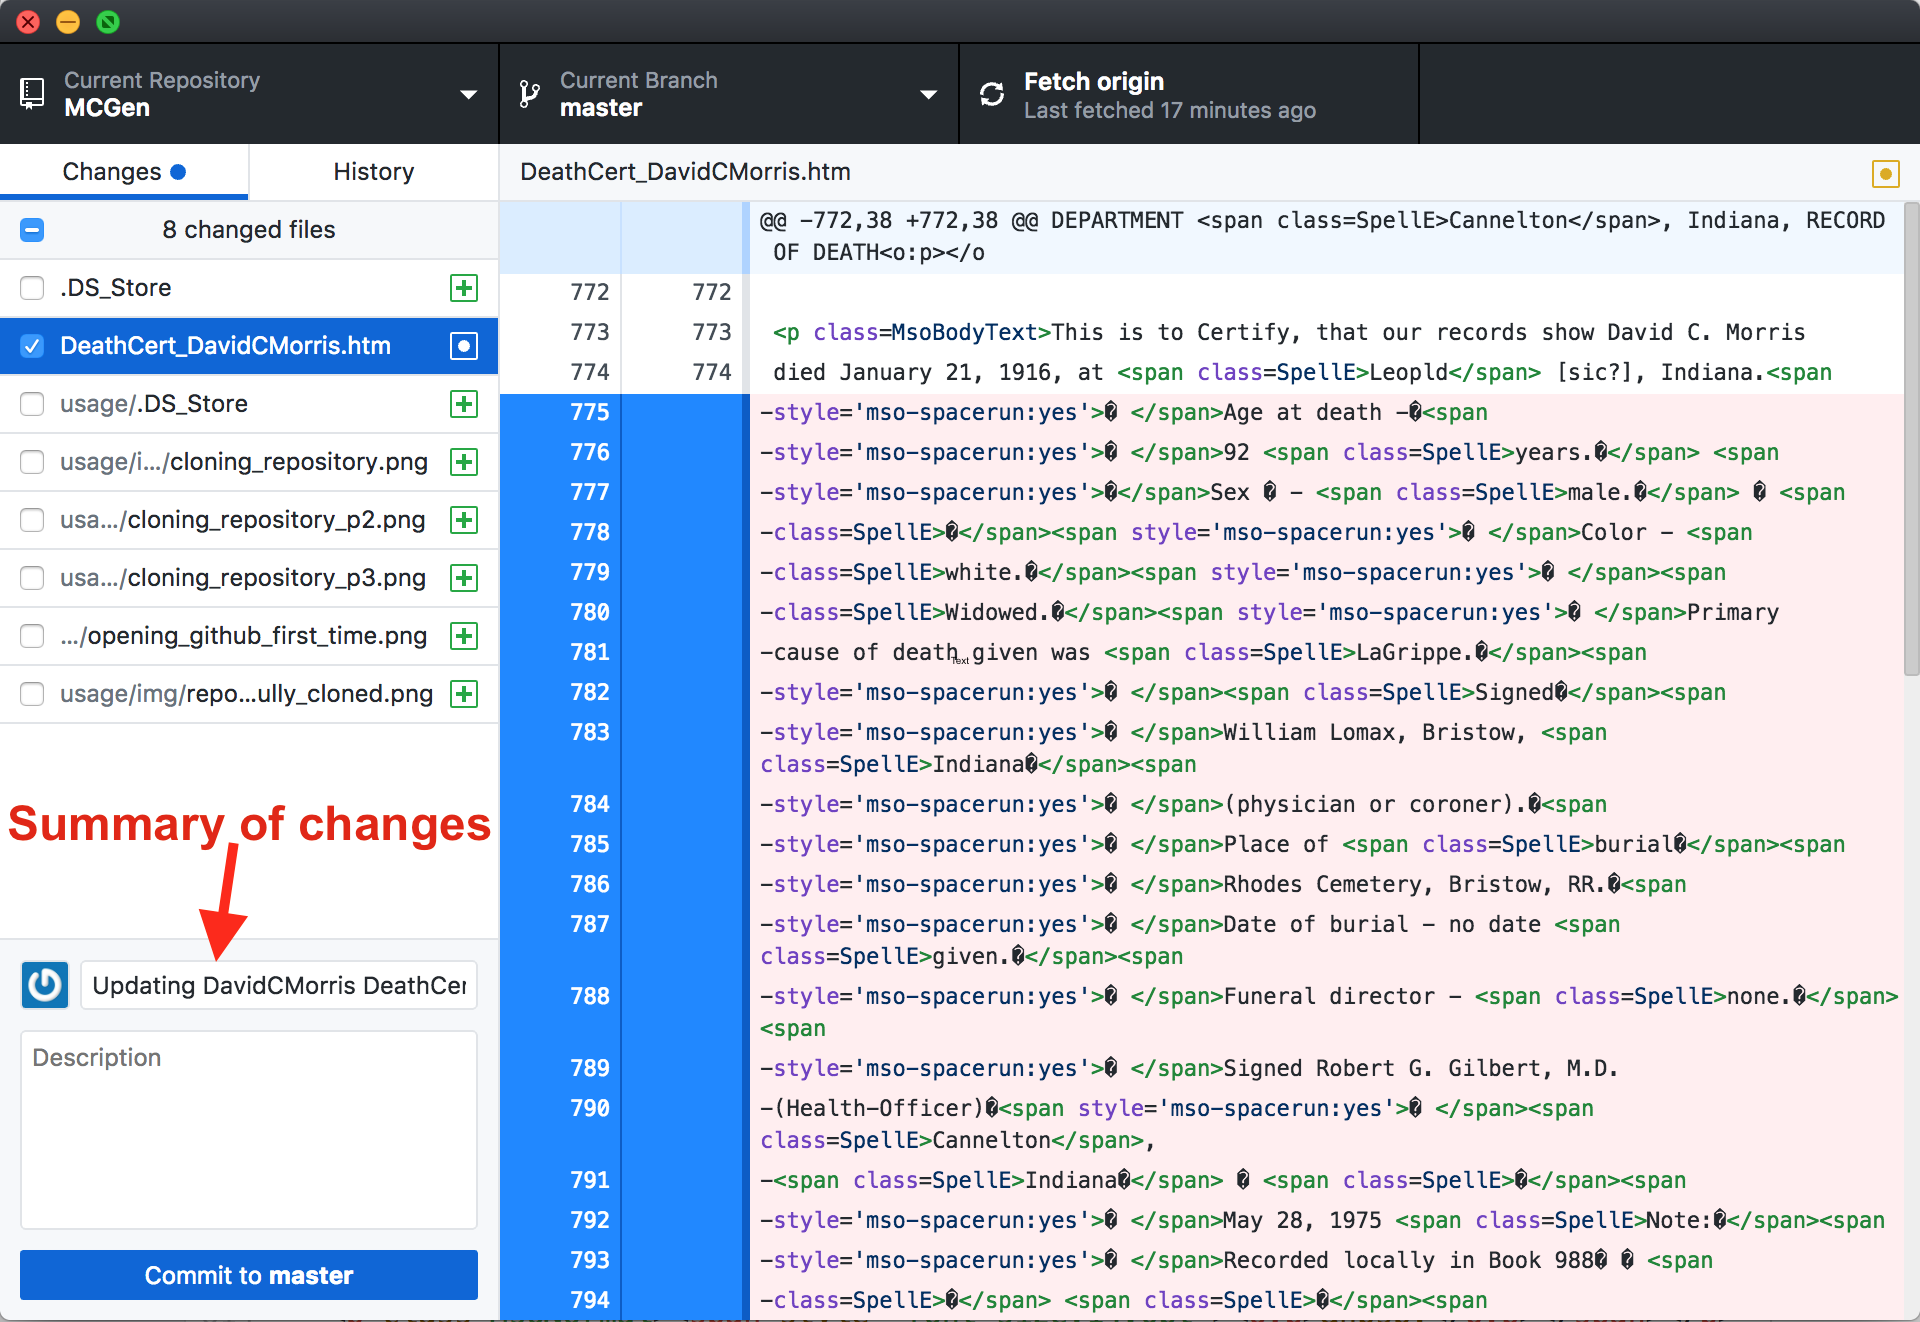 Current Repository
MCGen
Current Branch
master
Fetch origin
Last fetched 17 minutes ago
Changes
History
DeathCert_DavidCMorris.htm
8 changed files
.DS_Store
DeathCert_DavidCMorris.htm
usage/.DS_Store
usage/i.../cloning_repository.png
usa.../cloning_repository_p2.png
usa.../cloning_repository_p3.png
.../opening_github_first_time.png
usage/img/repo...ully_cloned.png
Summary of changes
Updating DavidCMorris DeathCer
Description
Commit to master
@@ -772,38 +772,38 @@ DEPARTMENT <span class=SpellE>Cannelton</span>, Indiana, RECORD
OF DEATH<o:p></o
772 772
773 773 <p class=MsoBodyText>This is to Certify, that our records show David C. Morris
774 774 died January 21, 1916, at <span class=SpellE>Leopld</span> [sic?], Indiana.<span
775 -style='mso-spacerun:yes'>� </span>Age at death -�<span
776 -style='mso-spacerun:yes'>� </span>92 <span class=SpellE>years.�</span> <span
777 -style='mso-spacerun:yes'>�</span>Sex � - <span class=SpellE>male.�</span> � <span
778 -class=SpellE>�</span><span style='mso-spacerun:yes'>� </span>Color - <span
779 -class=SpellE>white.�</span><span style='mso-spacerun:yes'>� </span><span
780 -class=SpellE>Widowed.�</span><span style='mso-spacerun:yes'>� </span>Primary
781 -cause of death given was <span class=SpellE>LaGrippe.�</span><span
Text
782 -style='mso-spacerun:yes'>� </span><span class=SpellE>Signed�</span><span
783 -style='mso-spacerun:yes'>� </span>William Lomax, Bristow, <span
class=SpellE>Indiana�</span><span
784 -style='mso-spacerun:yes'>� </span>(physician or coroner).�<span
785 -style='mso-spacerun:yes'>� </span>Place of <span class=SpellE>burial�</span><span
786 -style='mso-spacerun:yes'>� </span>Rhodes Cemetery, Bristow, RR.�<span
787 -style='mso-spacerun:yes'>� </span>Date of burial - no date <span
class=SpellE>given.�</span><span
788 -style='mso-spacerun:yes'>� </span>Funeral director - <span class=SpellE>none.�</span>
<span
789 -style='mso-spacerun:yes'>� </span>Signed Robert G. Gilbert, M.D.
790 -(Health-Officer)�<span style='mso-spacerun:yes'>� </span><span
class=SpellE>Cannelton</span>,
791 -<span class=SpellE>Indiana�</span> � <span class=SpellE>�</span><span
792 -style='mso-spacerun:yes'>� </span>May 28, 1975 <span class=SpellE>Note:�</span><span
793 -style='mso-spacerun:yes'>� </span>Recorded locally in Book 988� � <span
794 -class=SpellE>�</span> <span class=SpellE>�</span><span